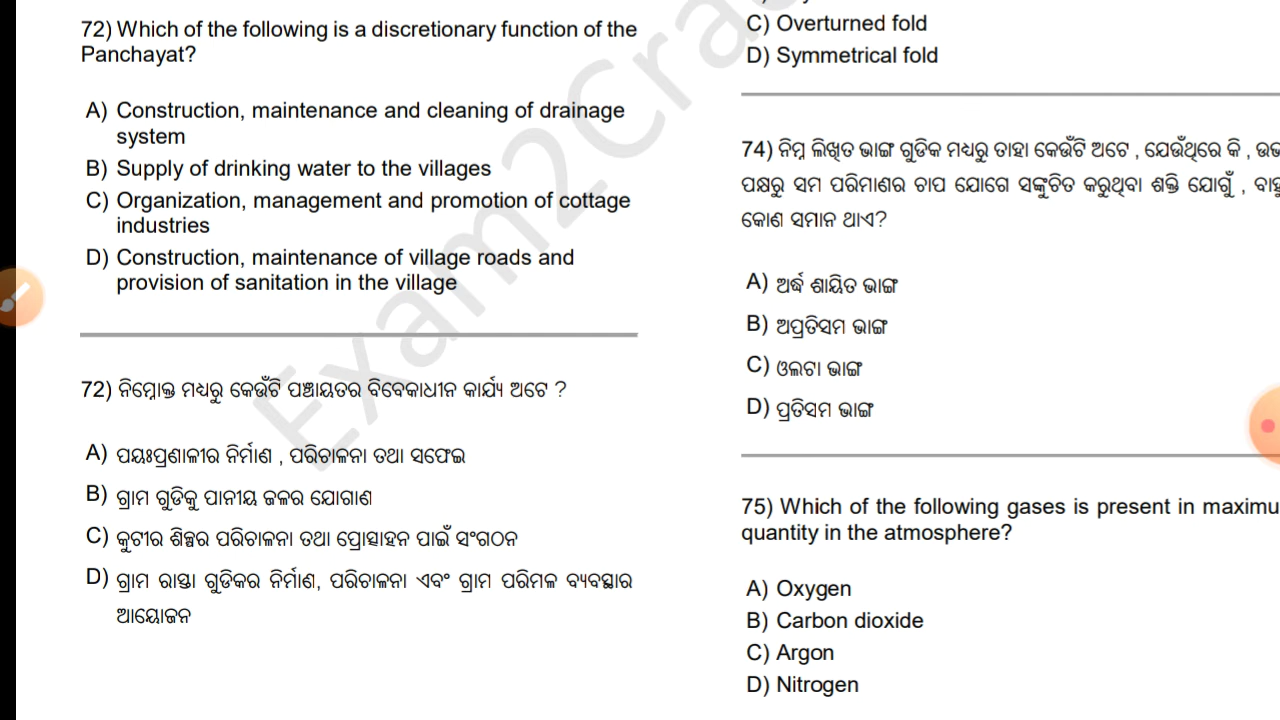 72) Which of the following is a discretionary function of the
Panchayat?
A) Construction, maintenance and cleaning of drainage
system
B) Supply of drinking water to the villages
C) Organization, management and promotion of cottage
industries
D) Construction, maintenance of village roads and
provision of sanitation in the village
72) ନିମ୍ନୋକ୍ତ ମଧ୍ୟରୁ କେଉଁଟି ପଞ୍ଚାୟତର ବିବେକାଧୀନ କାର୍ଯ୍ୟ ଅଟେ ?
A) ପୟଃପ୍ରଣାଳୀର ନିର୍ମାଣ , ପରିଚାଳନା ତଥା ସଫେଇ
B) ଗ୍ରାମ ଗୁଡିକୁ ପାନୀୟ ଜଳର ଯୋଗାଣ
C) କୁଟୀର ଶିଳ୍ପର ପରିଚାଳନା ତଥା ପ୍ରୋତ୍ସାହନ ପାଇଁ ସଂଗଠନ
D) ଗ୍ରାମ ରାସ୍ତା ଗୁଡିକର ନିର୍ମାଣ, ପରିଚାଳନା ଏବଂ ଗ୍ରାମ ପରିମଳ ବ୍ୟବସ୍ଥାର
ଆୟୋଜନ
C) Overturned fold
D) Symmetrical fold
74) ନିମ୍ନ ଲିଖିତ ଭାଙ୍ଗ ଗୁଡିକ ମଧ୍ୟରୁ ତାହା କେଉଁଟି ଅଟେ , ଯେଉଁଥିରେ କି ,
ପକ୍ଷରୁ ସମ ପରିମାଣର ଚାପ ଯୋଗେ ସଙ୍କୁଚିତ କରୁଥିବା ଶକ୍ତି ଯୋଗୁଁ ,
କୋଣ ସମାନ ଥାଏ?
A) ଅର୍ଦ୍ଧ ଶାୟିତ ଭାଙ୍ଗ
B) ଅପ୍ରତିସମ ଭାଙ୍ଗ
C) ଓଲଟା ଭାଙ୍ଗ
D) ପ୍ରତିସମ ଭାଙ୍ଗ
75) Which of the following gases is present in maximu
quantity in the atmosphere?
A) Oxygen
B) Carbon dioxide
C) Argon
D) Nitrogen
Exam2Cra